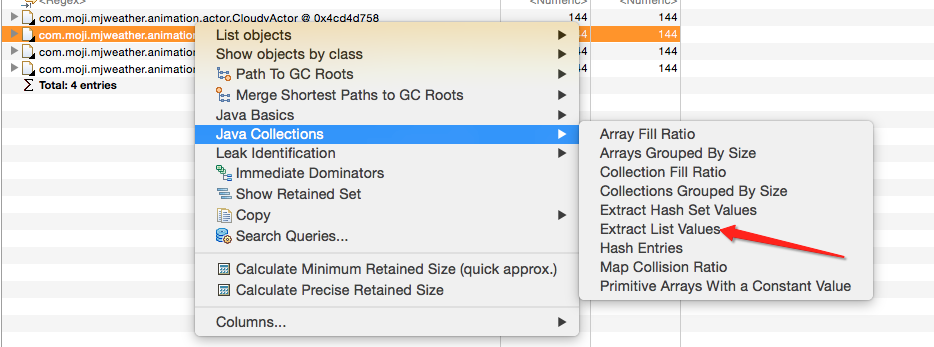 <Regex>
<Numeric>
<Numeric>
com.moji.mjweather.animation.actor.CloudyActor @ 0x4cd4d758
144
144
com.moji.mjweather.animation
144
com.moji.mjweather.animation
144
com.moji.mjweather.animation
144
Total: 4 entries
List objects
Show objects by class
Path To GC Roots
Merge Shortest Paths to GC Roots
Java Basics
Java Collections
Leak Identification
Immediate Dominators
Show Retained Set
Copy
Search Queries...
Calculate Minimum Retained Size (quick approx.)
Calculate Precise Retained Size
Columns...
Array Fill Ratio
Arrays Grouped By Size
Collection Fill Ratio
Collections Grouped By Size
Extract Hash Set Values
Extract List Values
Hash Entries
Map Collision Ratio
Primitive Arrays With a Constant Value